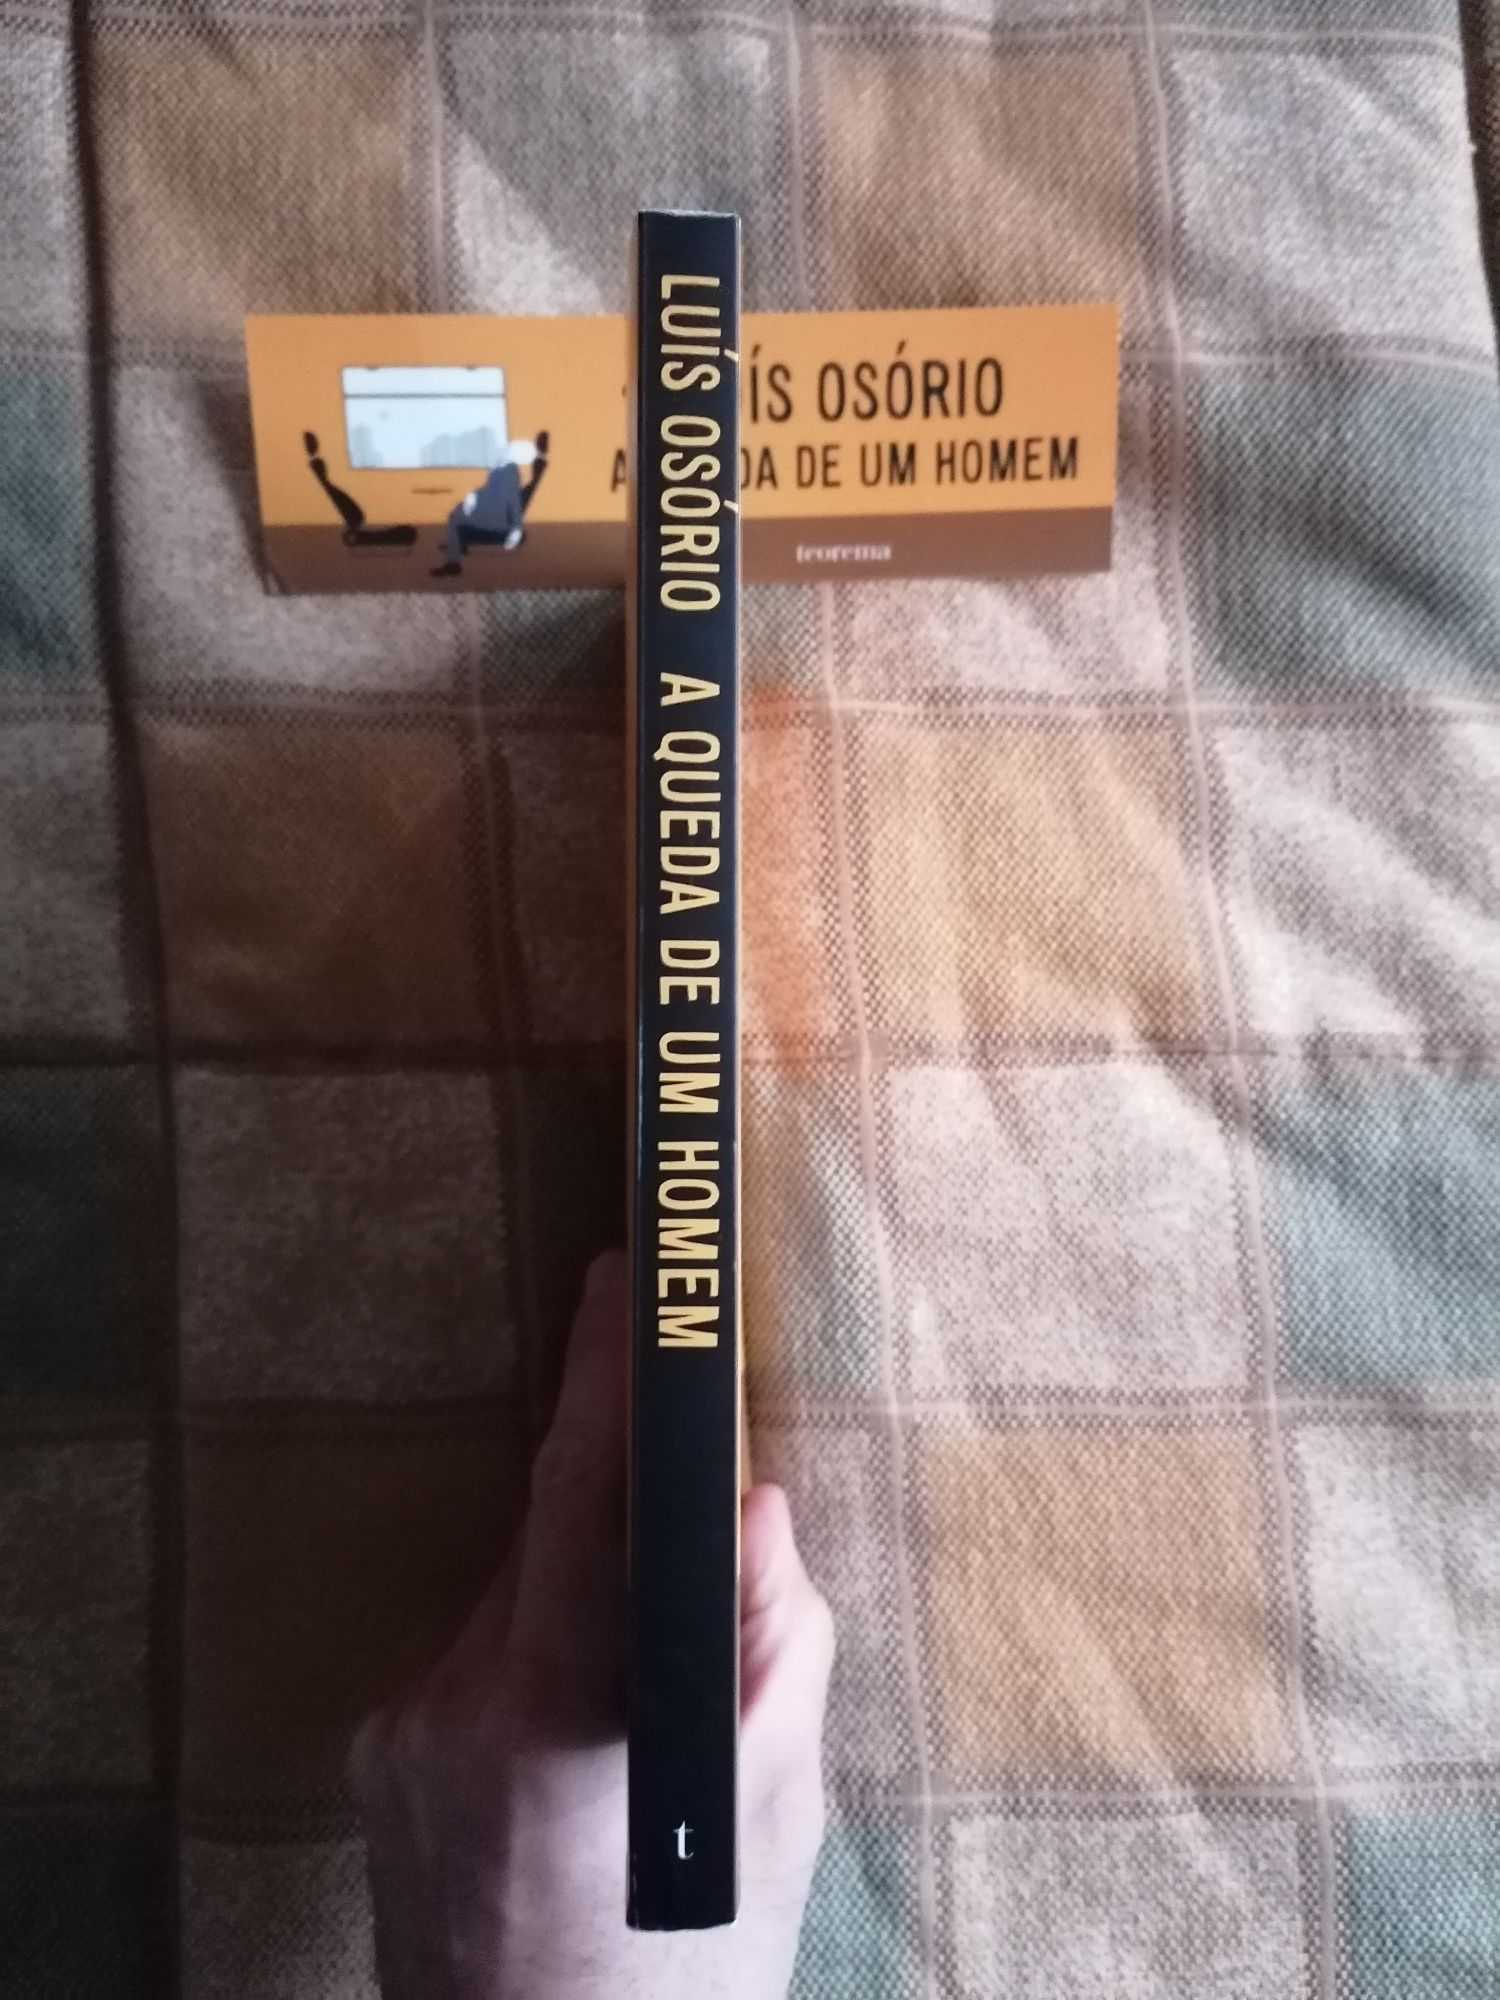 LUÍS OSÓRIO A QUEDA DE UM HOMEM
t
ÍS OSÓRIO
A DA DE UM HOMEM
teorema